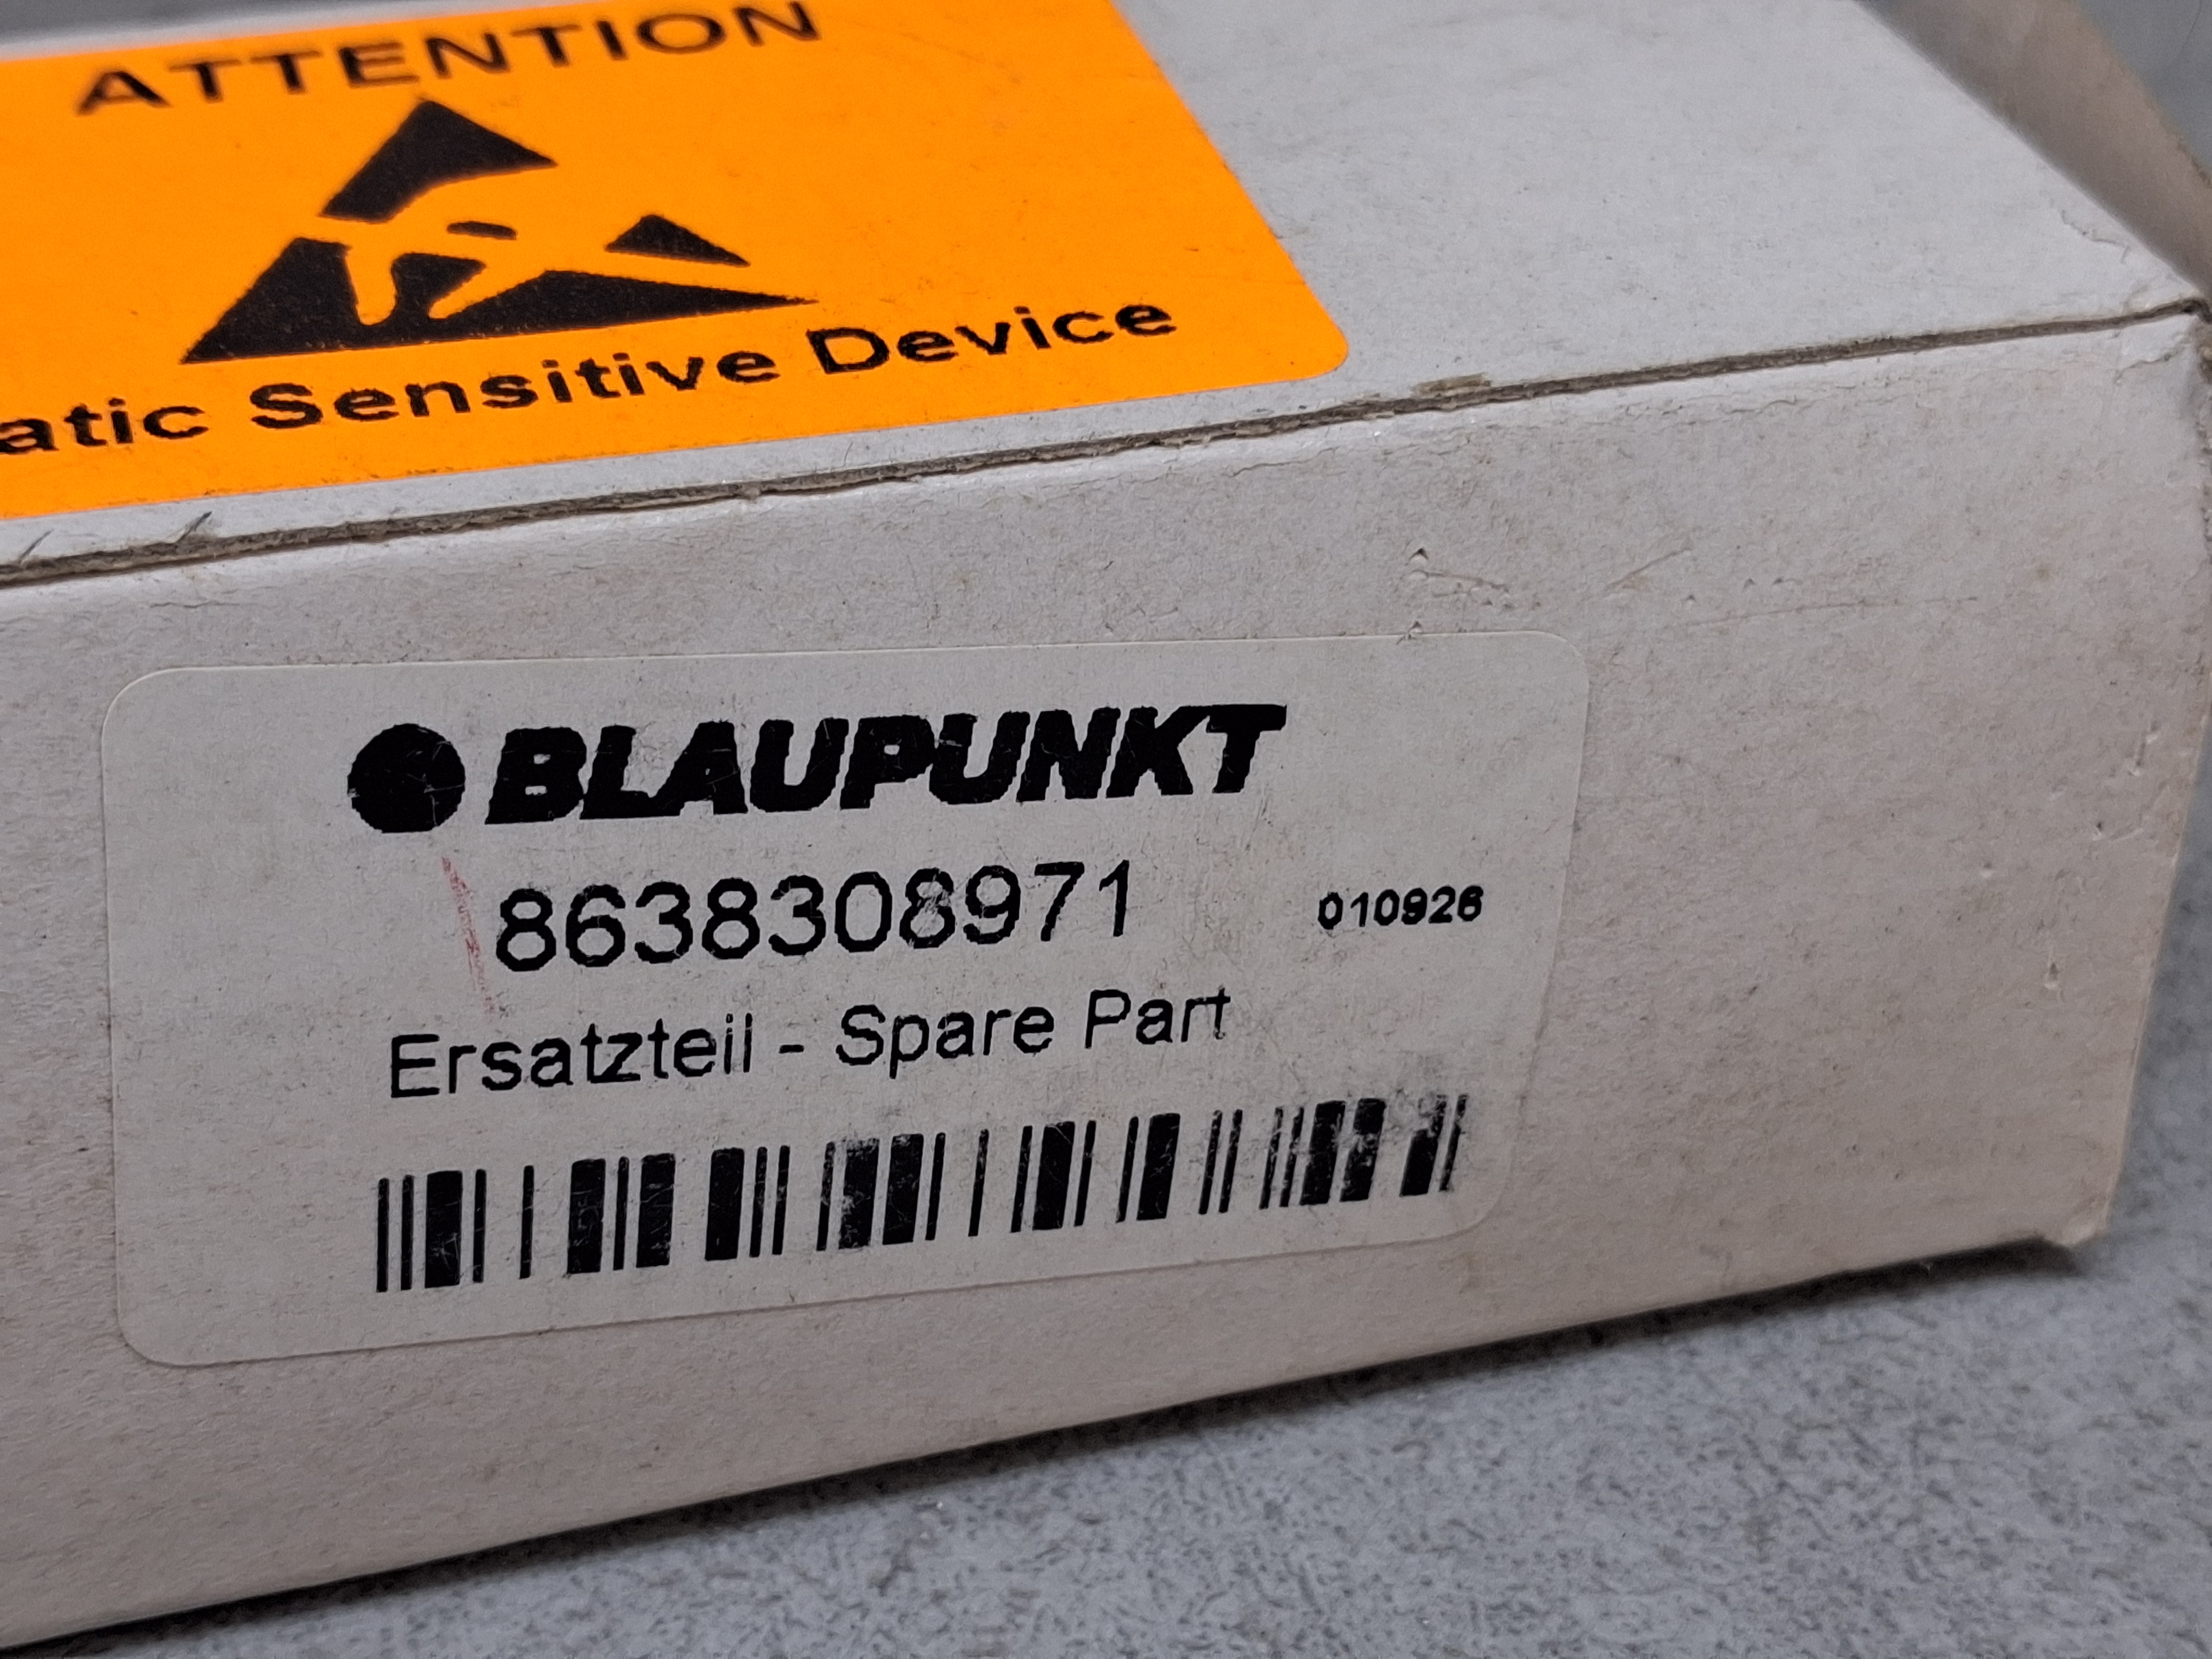 ATTENTION
atic Sensitive Device
BLAUPUNKT
8638308971
010926
Ersatzteil - Spare Part